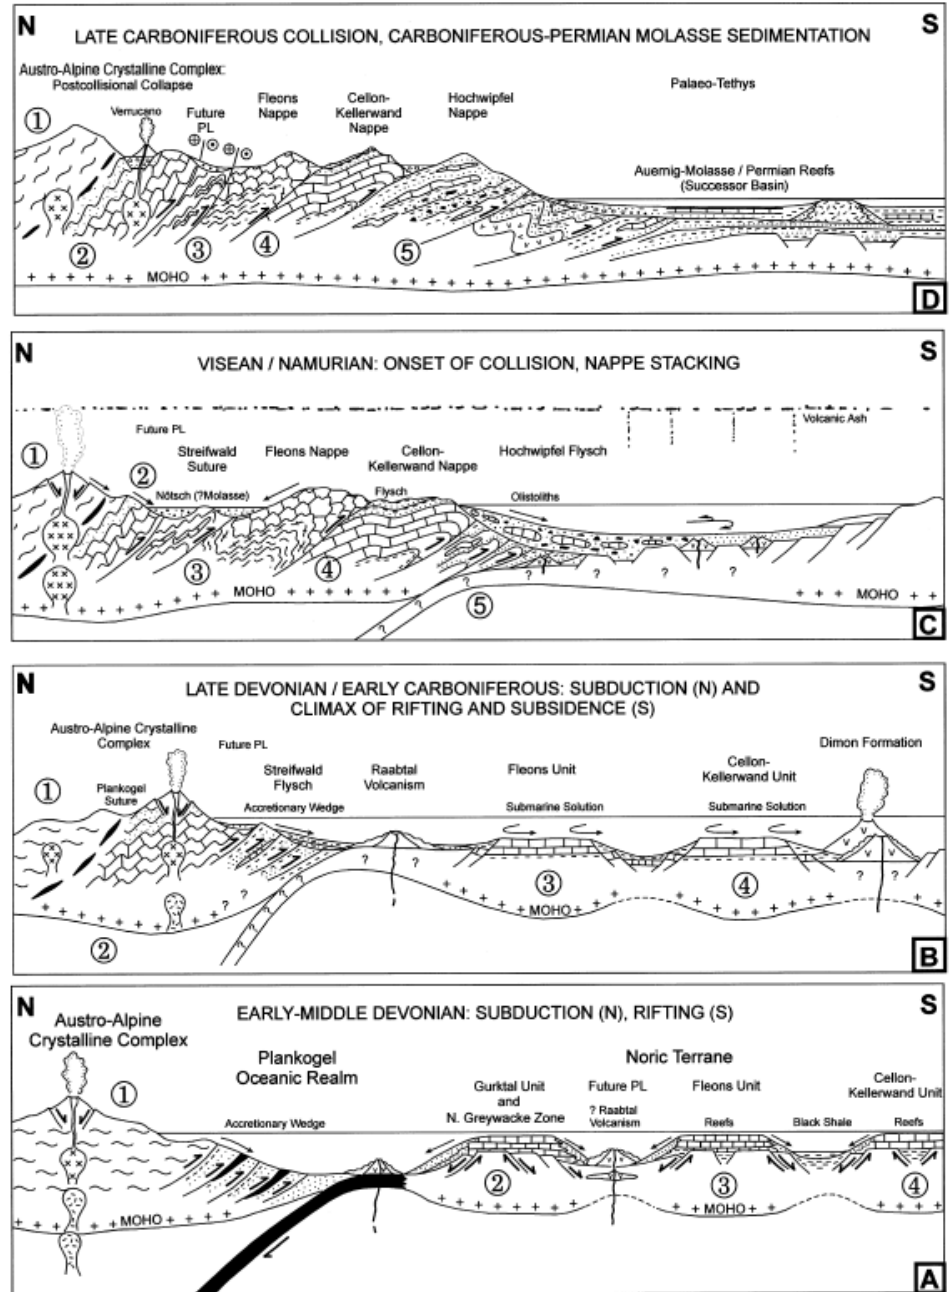 N
S
LATE CARBONIFEROUS COLLISION, CARBONIFEROUS-PERMIAN MOLASSE SEDIMENTATION
Austro-Alpine Crystalline Complex:
Postcollisional Collapse
Palaeo-Tethys
Fleons
Nappe
Cellon-
Kellerwand
Nappe
Hochwipfel
Nappe
①
Verrucano
Future
PL
Auernig-Molasse / Permian Reefs
(Successor Basin)
②
③
④
⑤
MOHO
D
N
S
VISEAN / NAMURIAN: ONSET OF COLLISION, NAPPE STACKING
Volcanic Ash
Future PL
①
②
Streifwald
Suture
Fleons Nappe
Cellon-
Kellerwand Nappe
Hochwipfel Flysch
Nötsch (?Molasse)
Flysch
Olistoliths
③
④
? ? ? ?
MOHO
⑤
MOHO
?
C
N
S
LATE DEVONIAN / EARLY CARBONIFEROUS: SUBDUCTION (N) AND
CLIMAX OF RIFTING AND SUBSIDENCE (S)
Austro-Alpine Crystalline
Complex
Future PL
Dimon Formation
①
Plankogel
Suture
Streifwald
Flysch
Raabtal
Volcanism
Fleons Unit
Cellon-
Kellerwand Unit
Accretionary Wedge
Submarine Solution
Submarine Solution
V V V
? ?
③
④
? ?
? ?
MOHO
②
B
N
S
EARLY-MIDDLE DEVONIAN: SUBDUCTION (N), RIFTING (S)
Austro-Alpine
Crystalline Complex
Plankogel
Oceanic Realm
Noric Terrane
①
Gurktal Unit
and
N. Greywacke Zone
Future PL
? Raabtal
Volcanism
Fleons Unit
Cellon-
Kellerwand Unit
Accretionary Wedge
Reefs
Black Shale
Reefs
②
③
④
MOHO
MOHO
A